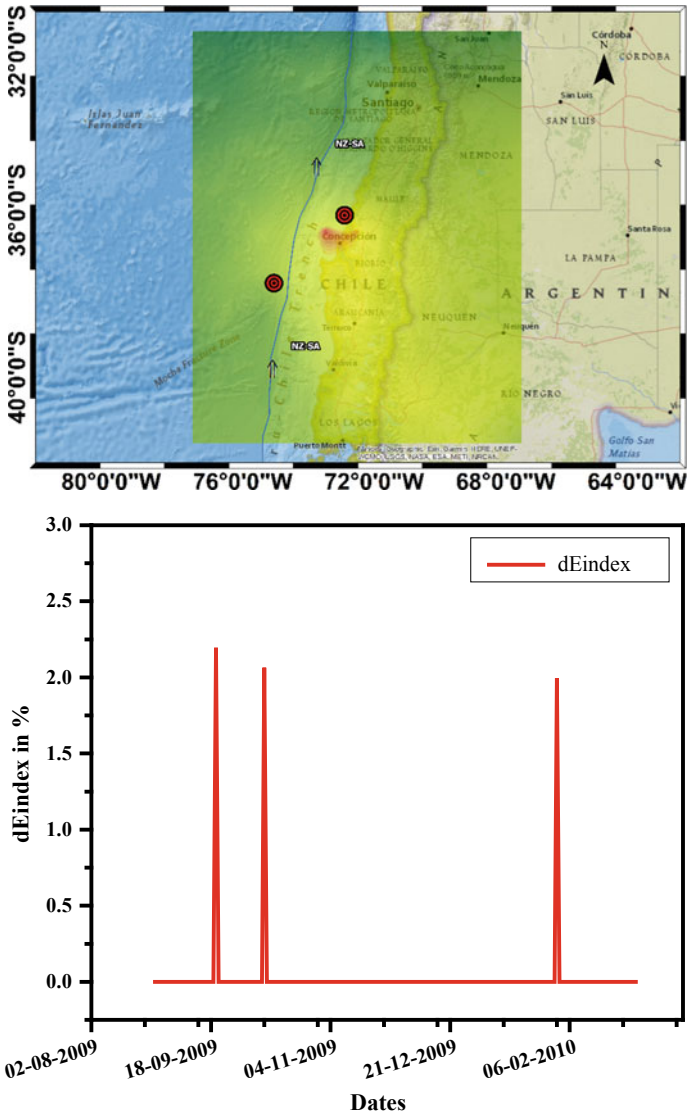 32°0'0"S
36°0'0"S
40°0'0"S
San Juan
Córdoba
N
CÓRDOBA
VALPARAISO
Valparaíso
Mendoza
Santiago
San Luis
SAN LUIS
Islas Juan
Fernández
NZ-SA
MENDOZA
MAULE
Santa Rosa
Concepción
BIOBÍO
LA PAMPA
CHILE
ARGENTIN
ARAUCANIA
Temuco
NEUQUÉN
Neuquén
NZ-SA
Mocha Fracture Zone
Valdivia
RÍO NEGRO
Vi
LOS LAGOS
Puerto Montt
Golfo San
Matías
80°0'0"W
76°0'0"W
72°0'0"W
68°0'0"W
64°0'0"W
3.0
2.5
2.0
1.5
1.0
0.5
0.0
dEindex in %
dEindex
02-08-2009
18-09-2009
04-11-2009
21-12-2009
06-02-2010
Dates